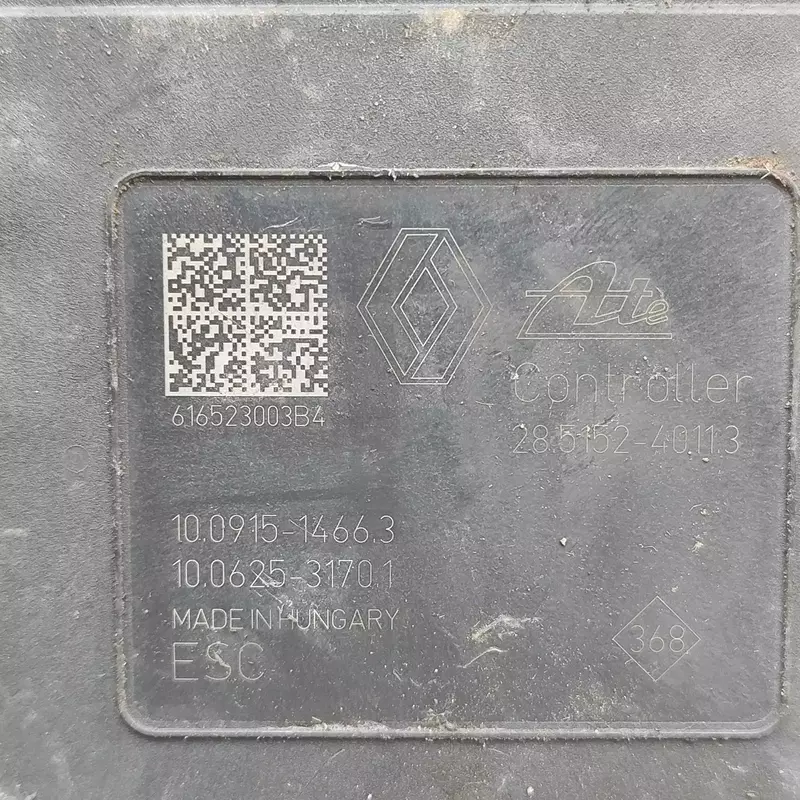 616523003B4
Ate
Controller
28.5152-4011.3
10.0915-1466.3
10.0625-3170.1
MADE IN HUNGARY
ESC
368